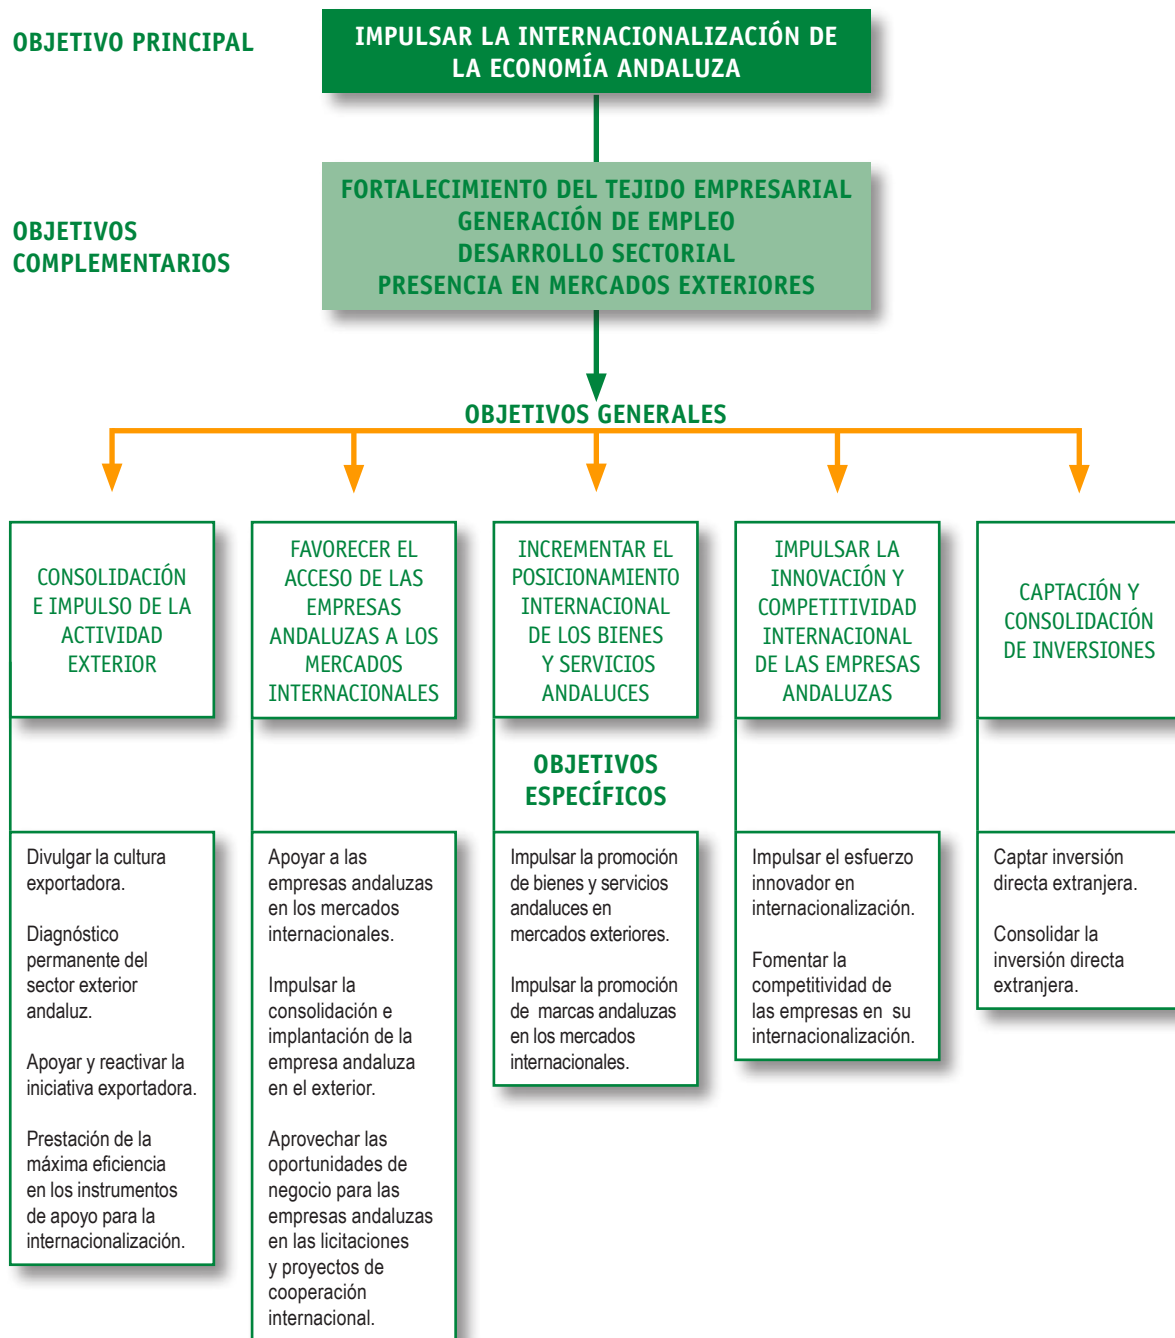 OBJETIVO PRINCIPAL
IMPULSAR LA INTERNACIONALIZACIÓN DE
LA ECONOMÍA ANDALUZA
OBJETIVOS
COMPLEMENTARIOS
FORTALECIMIENTO DEL TEJIDO EMPRESARIAL
GENERACIÓN DE EMPLEO
DESARROLLO SECTORIAL
PRESENCIA EN MERCADOS EXTERIORES
OBJETIVOS GENERALES
CONSOLIDACIÓN
E IMPULSO DE LA
ACTIVIDAD
EXTERIOR
FAVORECER EL
ACCESO DE LAS
EMPRESAS
ANDALUZAS A LOS
MERCADOS
INTERNACIONALES
INCREMENTAR EL
POSICIONAMIENTO
INTERNACIONAL
DE LOS BIENES
Y SERVICIOS
ANDALUCES
IMPULSAR LA
INNOVACIÓN Y
COMPETITIVIDAD
INTERNACIONAL
DE LAS EMPRESAS
ANDALUZAS
CAPTACIÓN Y
CONSOLIDACIÓN
DE INVERSIONES
OBJETIVOS
ESPECÍFICOS
Divulgar la cultura
exportadora.
Diagnóstico
permanente del
sector exterior
andaluz.
Apoyar y reactivar la
iniciativa exportadora.
Prestación de la
máxima eficiencia
en los instrumentos
de apoyo para la
internacionalización.
Apoyar a las
empresas andaluzas
en los mercados
internacionales.
Impulsar la
consolidación e
implantación de la
empresa andaluza
en el exterior.
Aprovechar las
oportunidades de
negocio para las
empresas andaluzas
en las licitaciones
y proyectos de
cooperación
internacional.
Impulsar la promoción
de bienes y servicios
andaluces en
mercados exteriores.
Impulsar la promoción
de marcas andaluzas
en los mercados
internacionales.
Impulsar el esfuerzo
innovador en
internacionalización.
Fomentar la
competitividad de
las empresas en su
internacionalización.
Captar inversión
directa extranjera.
Consolidar la
inversión directa
extranjera.